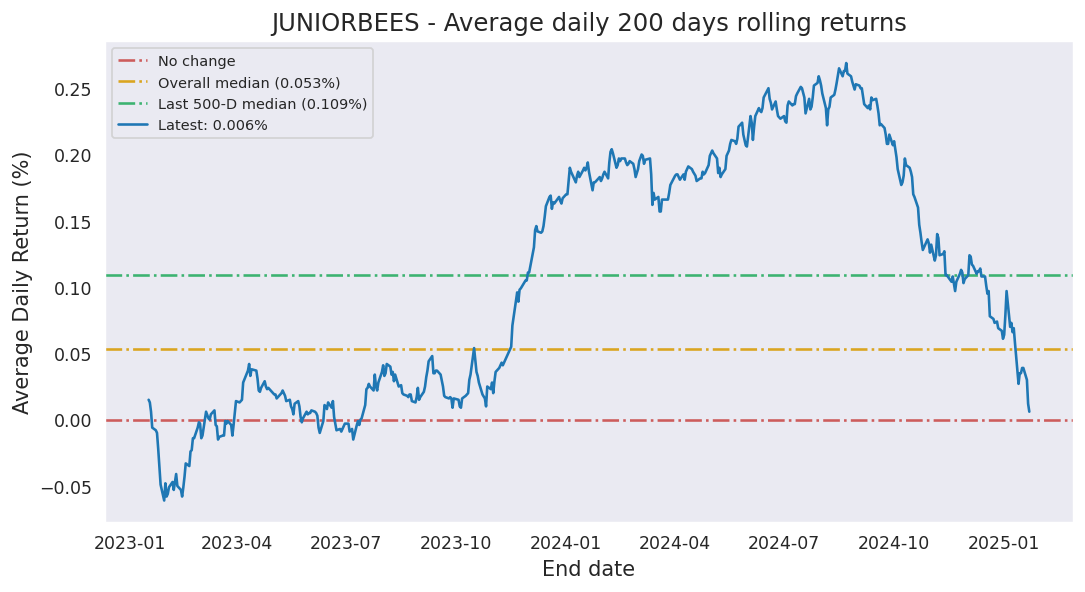 JUNIORBEES - Average daily 200 days rolling returns
No change
Overall median (0.053%)
Last 500-D median (0.109%)
Latest: 0.006%
Average Daily Return (%)
0.25
0.20
0.15
0.10
0.05
0.00
−0.05
2023-01 2023-04 2023-07 2023-10 2024-01 2024-04 2024-07 2024-10 2025-01
End date